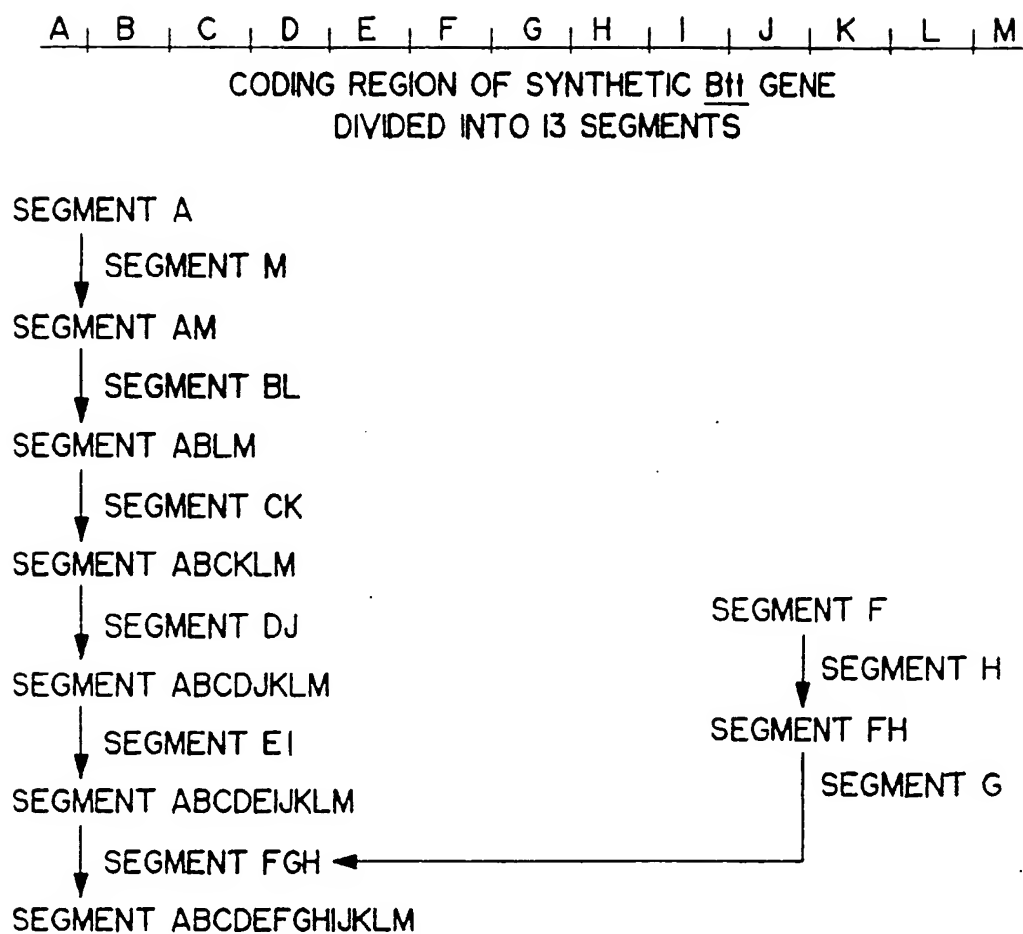 A B C D E F G H I J K L M
CODING REGION OF SYNTHETIC Btt GENE
DIVIDED INTO 13 SEGMENTS
SEGMENT A
SEGMENT M
SEGMENT AM
SEGMENT BL
SEGMENT ABLM
SEGMENT CK
SEGMENT ABCKLM
SEGMENT DJ
SEGMENT ABCDJKLM
SEGMENT EI
SEGMENT ABCDEIJKLM
SEGMENT FGH
SEGMENT ABCDEFGHIJKLM
SEGMENT F
SEGMENT H
SEGMENT FH
SEGMENT G